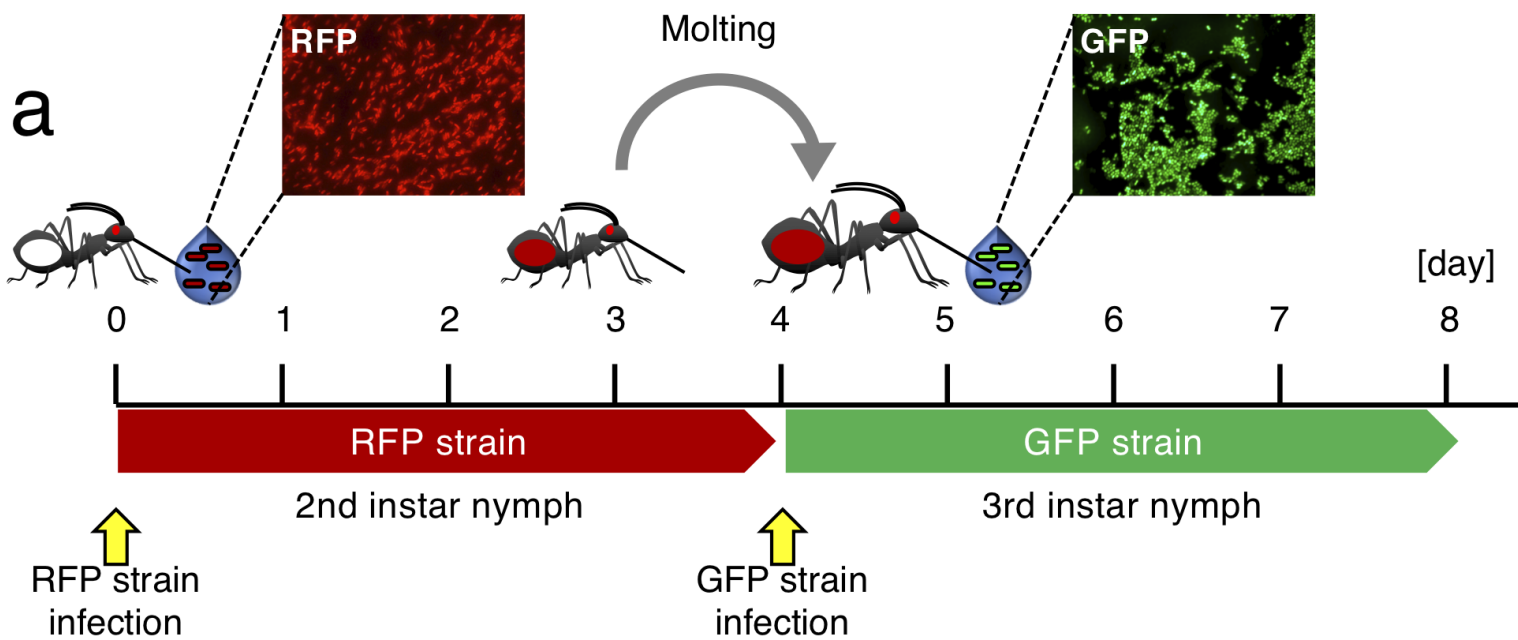 a
RFP
Molting
GFP
[day]
0 1 2 3 4 5 6 7 8
RFP strain
GFP strain
2nd instar nymph
3rd instar nymph
RFP strain
infection
GFP strain
infection